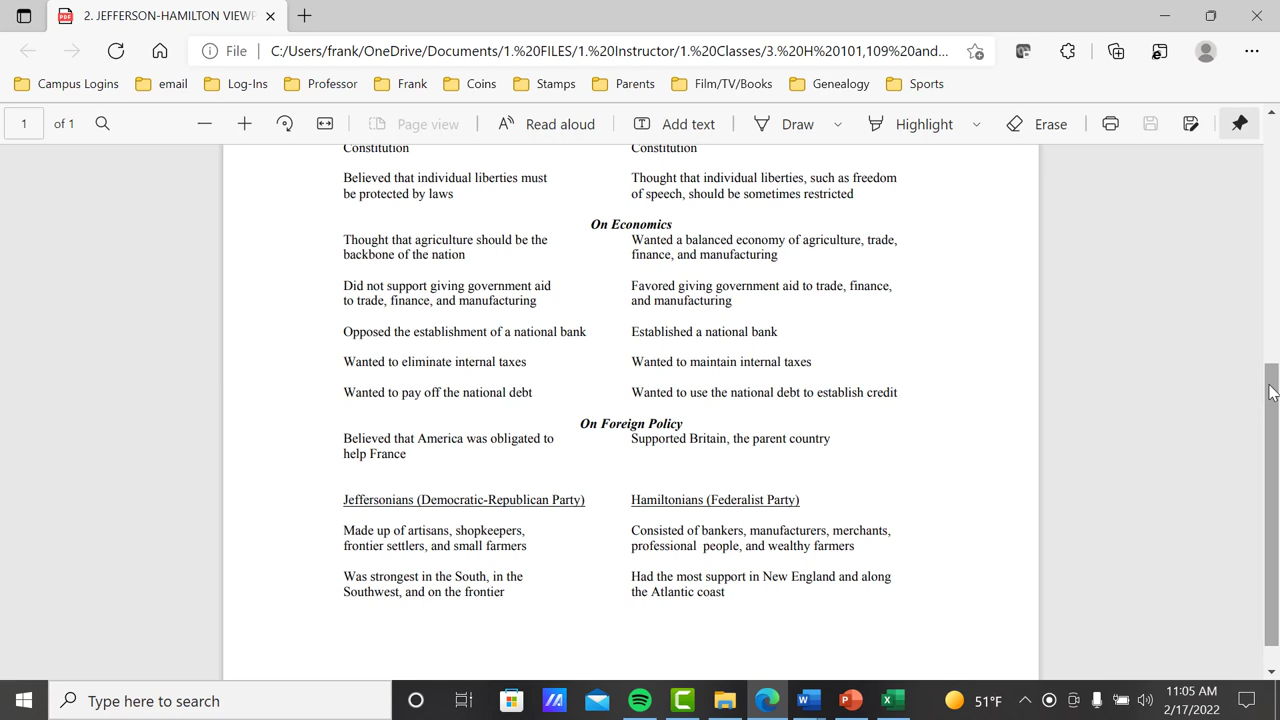 2. JEFFERSON-HAMILTON VIEWP
File C:/Users/frank/OneDrive/Documents/1.%20FILES/1.%20Instructor/1.%20Classes/3.%20H%20101,109%20and...
Campus Logins email Log-Ins Professor Frank Coins Stamps Parents Film/TV/Books Genealogy Sports
1 of 1 Page view Read aloud Add text Draw Highlight Erase
Constitution Constitution
Believed that individual liberties must Thought that individual liberties, such as freedom
be protected by laws of speech, should be sometimes restricted
On Economics
Thought that agriculture should be the Wanted a balanced economy of agriculture, trade,
backbone of the nation finance, and manufacturing
Did not support giving government aid Favored giving government aid to trade, finance,
to trade, finance, and manufacturing and manufacturing
Opposed the establishment of a national bank Established a national bank
Wanted to eliminate internal taxes Wanted to maintain internal taxes
Wanted to pay off the national debt Wanted to use the national debt to establish credit
On Foreign Policy
Believed that America was obligated to Supported Britain, the parent country
help France
Jeffersonians (Democratic-Republican Party) Hamiltonians (Federalist Party)
Made up of artisans, shopkeepers, Consisted of bankers, manufacturers, merchants,
frontier settlers, and small farmers professional people, and wealthy farmers
Was strongest in the South, in the Had the most support in New England and along
Southwest, and on the frontier the Atlantic coast
Type here to search 51°F 11:05 AM
2/17/2022